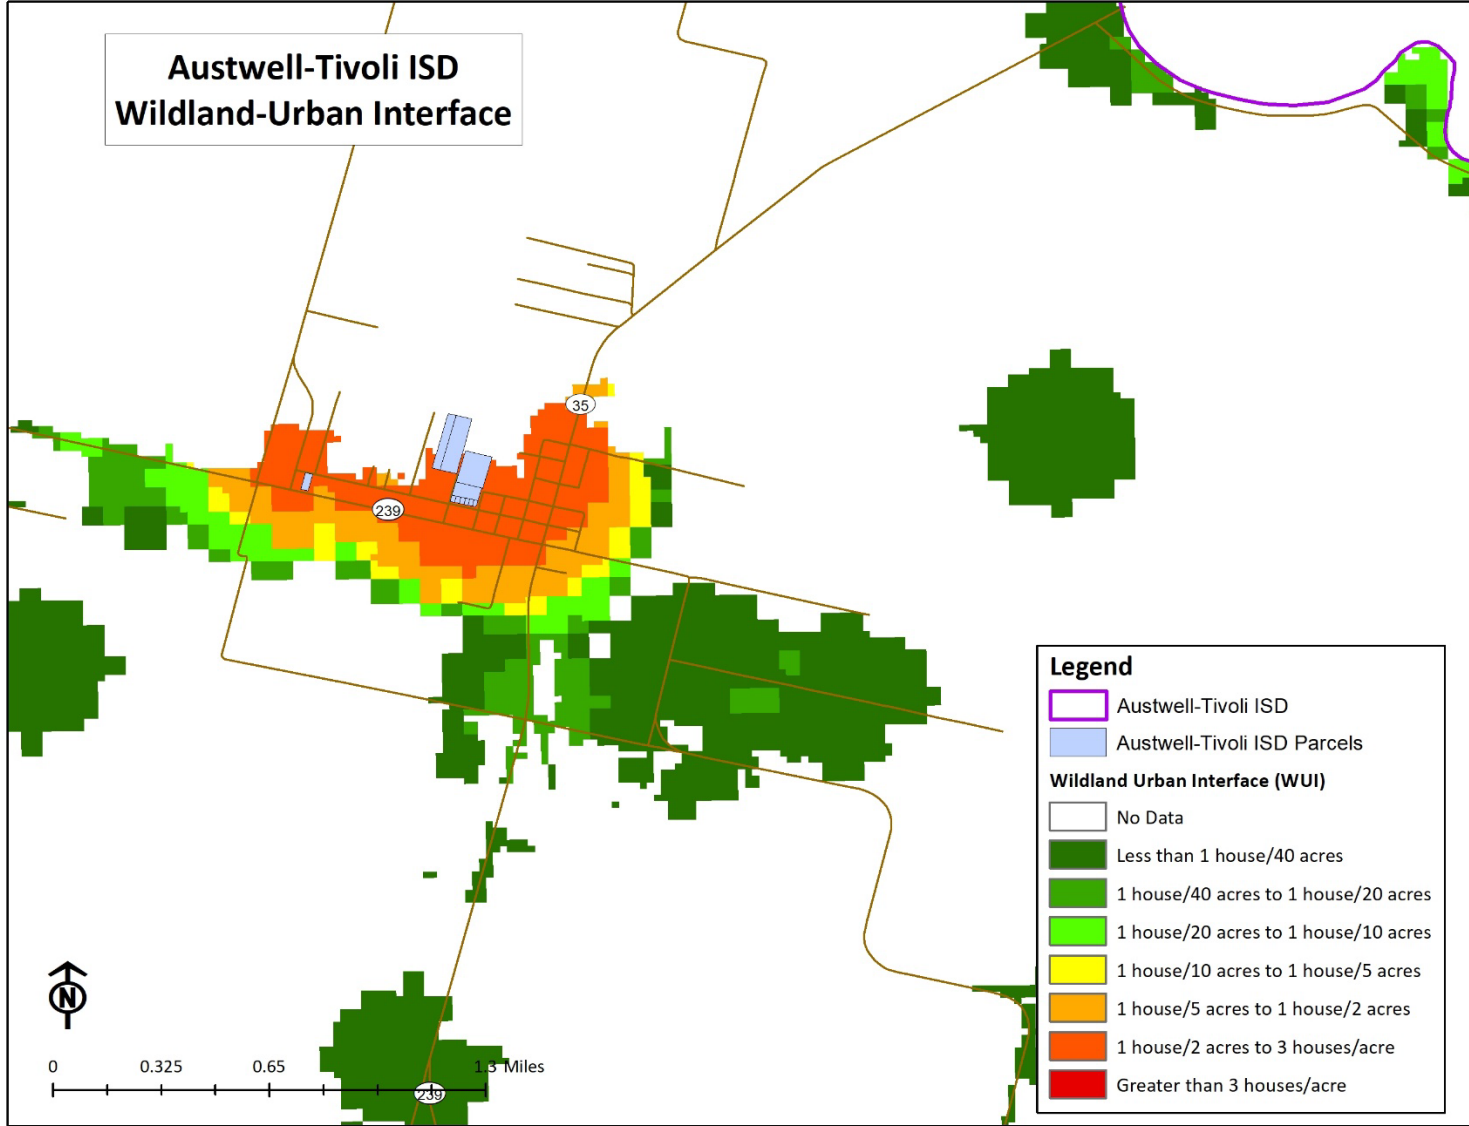 Austwell-Tivoli ISD
Wildland-Urban Interface
35
239
Legend
Austwell-Tivoli ISD
Austwell-Tivoli ISD Parcels
Wildland Urban Interface (WUI)
No Data
Less than 1 house/40 acres
1 house/40 acres to 1 house/20 acres
1 house/20 acres to 1 house/10 acres
1 house/10 acres to 1 house/5 acres
1 house/5 acres to 1 house/2 acres
1 house/2 acres to 3 houses/acre
Greater than 3 houses/acre
N
0 0.325 0.65 1.3 Miles
239